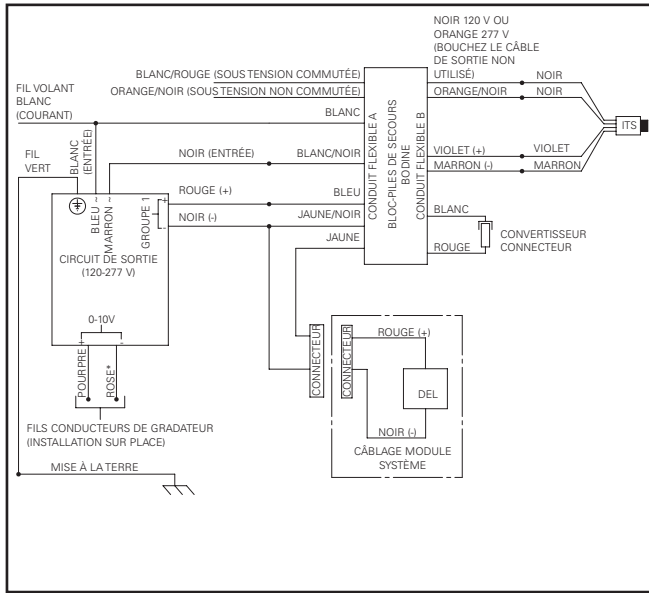 NOIR 120 V OU
ORANGE 277 V
(BOUCHEZ LE CÂBLE
DE SORTIE NON
UTILISÉ)
NOIR
BLANC/ROUGE (SOUS TENSION COMMUTÉE)
ORANGE/NOIR (SOUS TENSION NON COMMUTÉE)
ORANGE/NOIR
NOIR
ITS
FIL VOLANT
BLANC
(COURANT)
BLANC
FIL
VERT
BLANC
(ENTRÉE)
NOIR (ENTRÉE)
BLANC/NOIR
VIOLET (+)
VIOLET
MARRON (-)
MARRON
CONDUIT FLEXIBLE A
BLOC-PILES DE SECOURS
BODINE
CONDUIT FLEXIBLE B
ROUGE (+)
BLEU
NOIR (-)
JAUNE/NOIR
JAUNE
BLANC
ROUGE
CONVERTISSEUR
CONNECTEUR
BLEU ~
MARRON ~
GROUPE 1
+
-
CIRCUIT DE SORTIE
(120-277 V)
0-10V
POURPRE +
ROSE* -
FILS CONDUCTEURS DE GRADATEUR
(INSTALLATION SUR PLACE)
MISE À LA TERRE
CONNECTEUR
CONNECTEUR
ROUGE (+)
DEL
NOIR (-)
CÂBLAGE MODULE
SYSTÈME